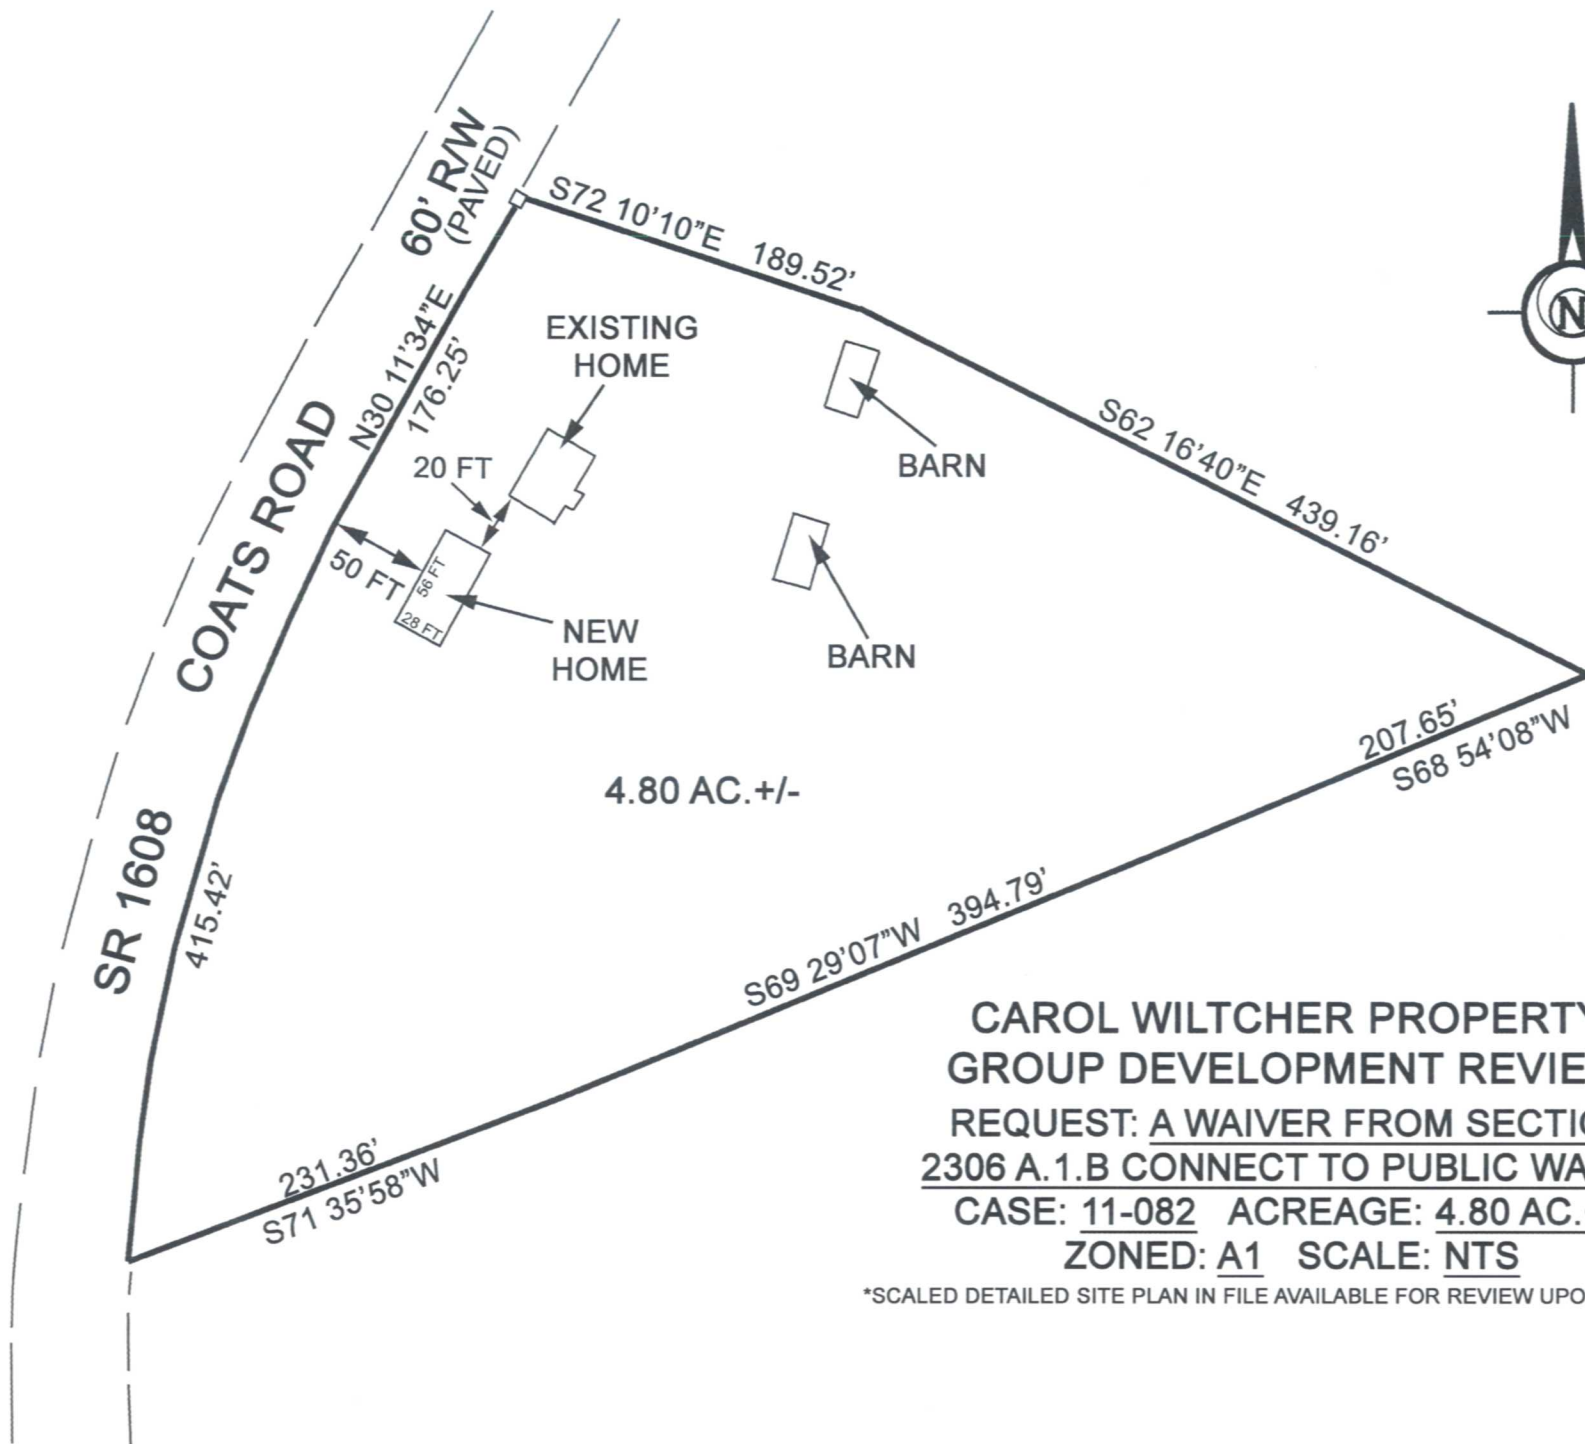 60’ R/W
(PAVED)
S72 10’10”E 189.52’
N30 11’34”E
176.25’
EXISTING
HOME
N
BARN
S62 16’40”E 439.16’
20 FT
COATS ROAD
50 FT
56 FT
28 FT
NEW
HOME
BARN
207.65’
S68 54’08”W
4.80 AC.+/-
SR 1608
415.42’
S69 29’07”W 394.79’
231.36’
S71 35’58”W
CAROL WILTCHER PROPERTY
GROUP DEVELOPMENT REVIE
REQUEST: A WAIVER FROM SECTIO
2306 A.1.B CONNECT TO PUBLIC WA
CASE: 11-082 ACREAGE: 4.80 AC.
ZONED: A1 SCALE: NTS
*SCALED DETAILED SITE PLAN IN FILE AVAILABLE FOR REVIEW UPO